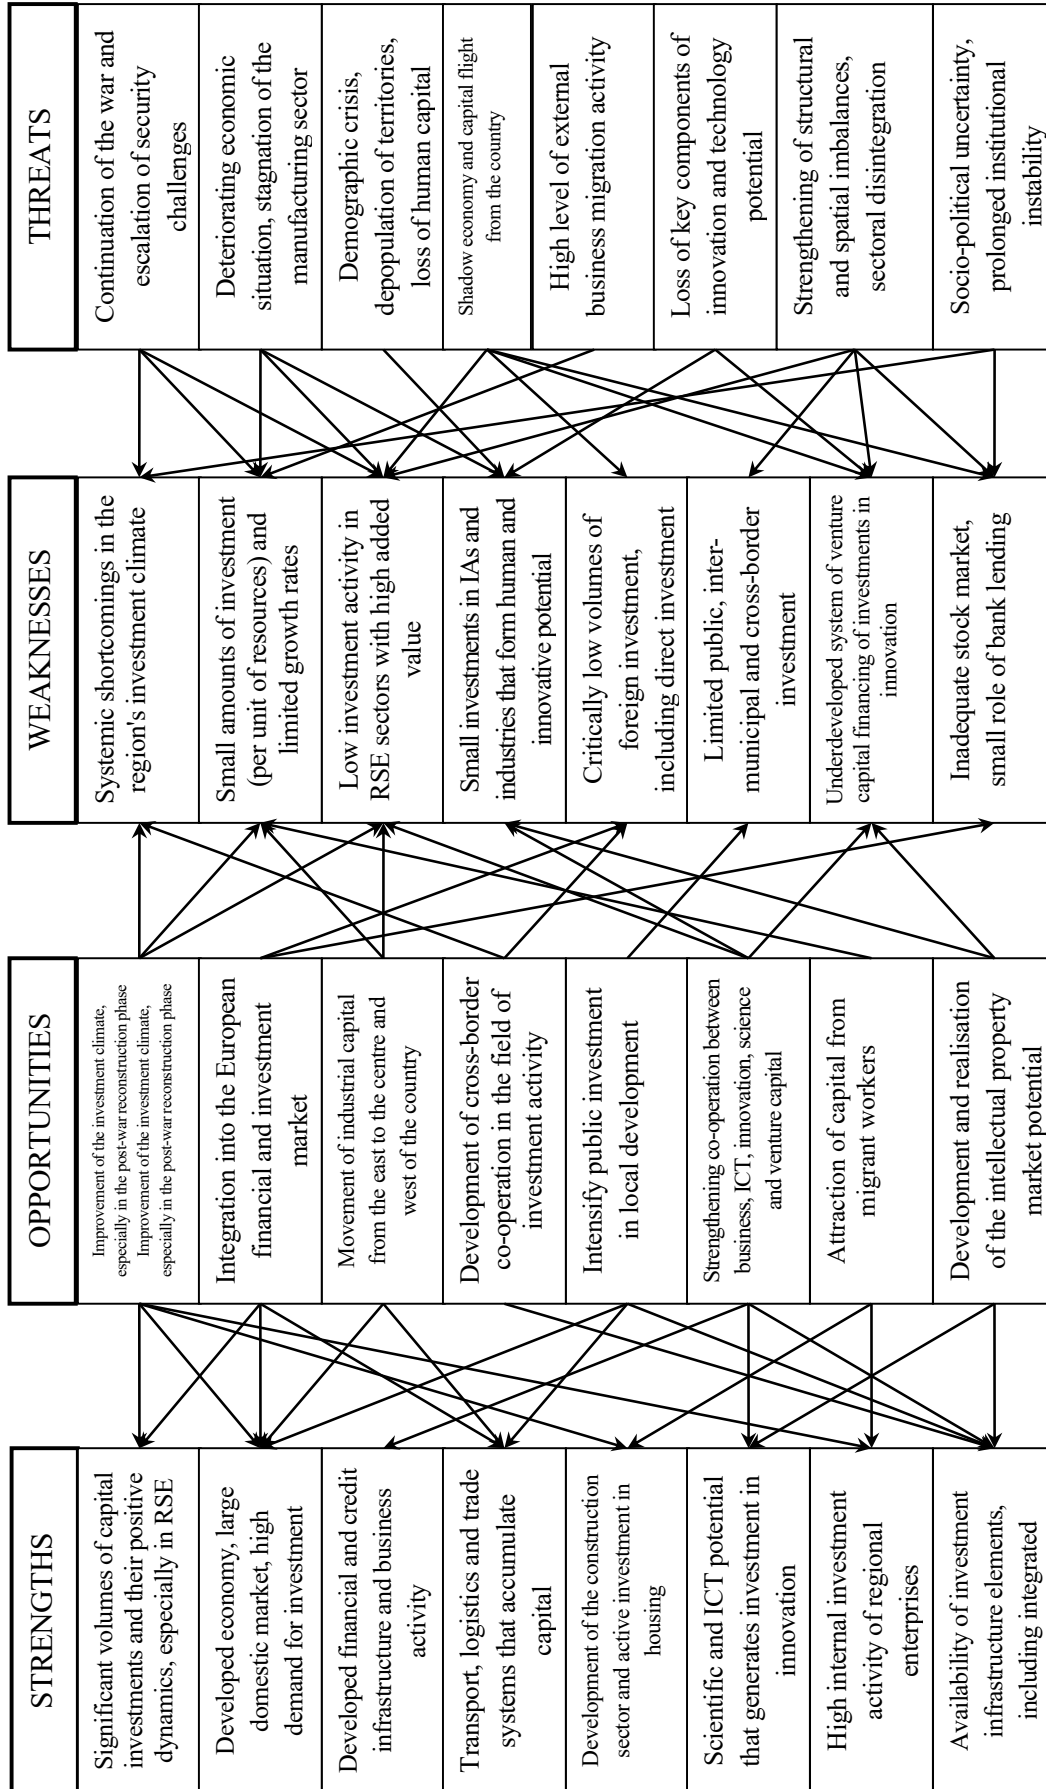 STRENGTHS
Significant volumes of capital
investments and their positive
dynamics, especially in RSE
Developed economy, large
domestic market, high
demand for investment
Developed financial and credit
infrastructure and business
activity
Transport, logistics and trade
systems that accumulate
capital
Development of the construction
sector and active investment in
housing
Scientific and ICT potential
that generates investment in
innovation
High internal investment
activity of regional
enterprises
Availability of investment
infrastructure elements,
including integrated
OPPORTUNITIES
Improvement of the investment climate,
especially in the post-war reconstruction phase
Improvement of the investment climate,
especially in the post-war reconstruction phase
Integration into the European
financial and investment
market
Movement of industrial capital
from the east to the centre and
west of the country
Development of cross-border
co-operation in the field of
investment activity
Intensify public investment
in local development
Strengthening co-operation between
business, ICT, innovation, science
and venture capital
Attraction of capital from
migrant workers
Development and realisation
of the intellectual property
market potential
WEAKNESSES
Systemic shortcomings in the
region's investment climate
Small amounts of investment
(per unit of resources) and
limited growth rates
Low investment activity in
RSE sectors with high added
value
Small investments in IAs and
industries that form human and
innovative potential
Critically low volumes of
foreign investment,
including direct investment
Limited public, inter-
municipal and cross-border
investment
Underdeveloped system of venture
capital financing of investments in
innovation
Inadequate stock market,
small role of bank lending
THREATS
Continuation of the war and
escalation of security
challenges
Deteriorating economic
situation, stagnation of the
manufacturing sector
Demographic crisis,
depopulation of territories,
loss of human capital
Shadow economy and capital flight
from the country
High level of external
business migration activity
Loss of key components of
innovation and technology
potential
Strengthening of structural
and spatial imbalances,
sectoral disintegration
Socio-political uncertainty,
prolonged institutional
instability